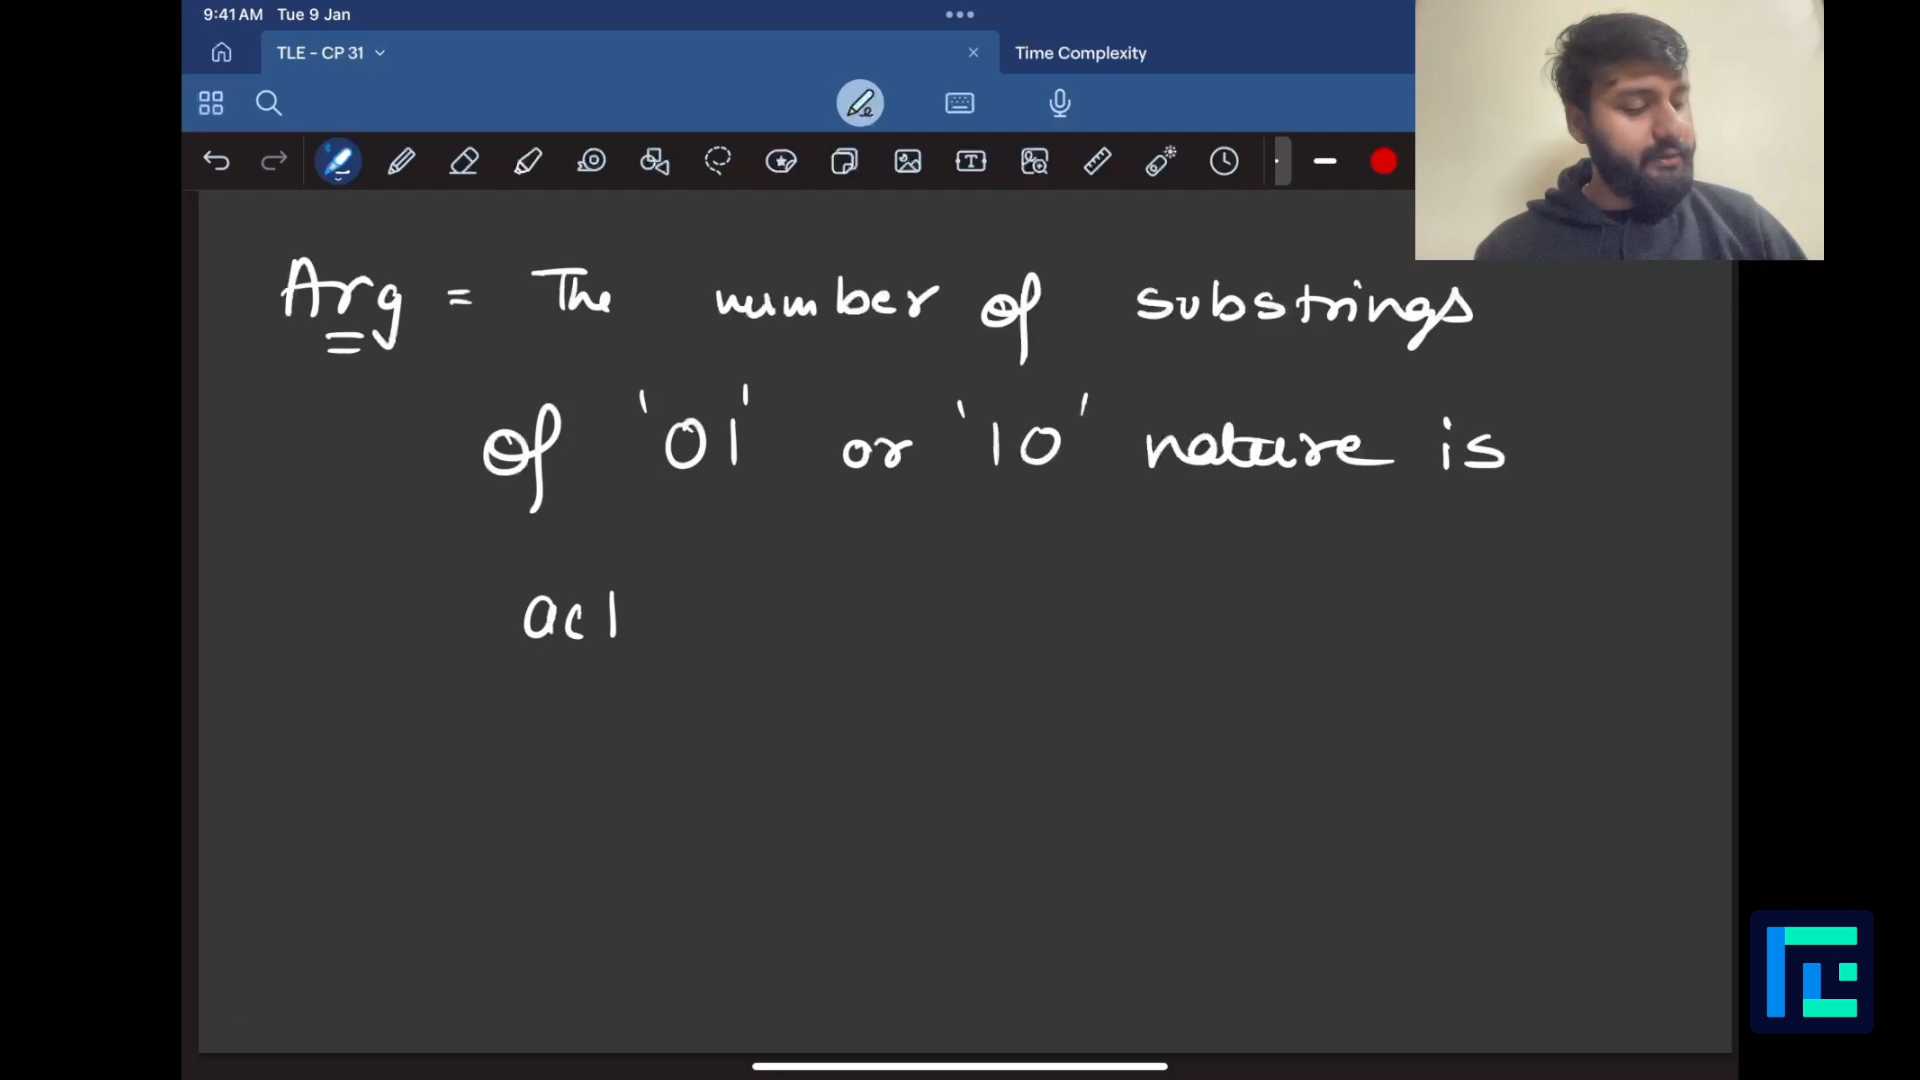 9:41 AM Tue 9 Jan
TLE - CP 31
Time Complexity
Arg = The number of substrings
of '01' or '10' nature is
acl